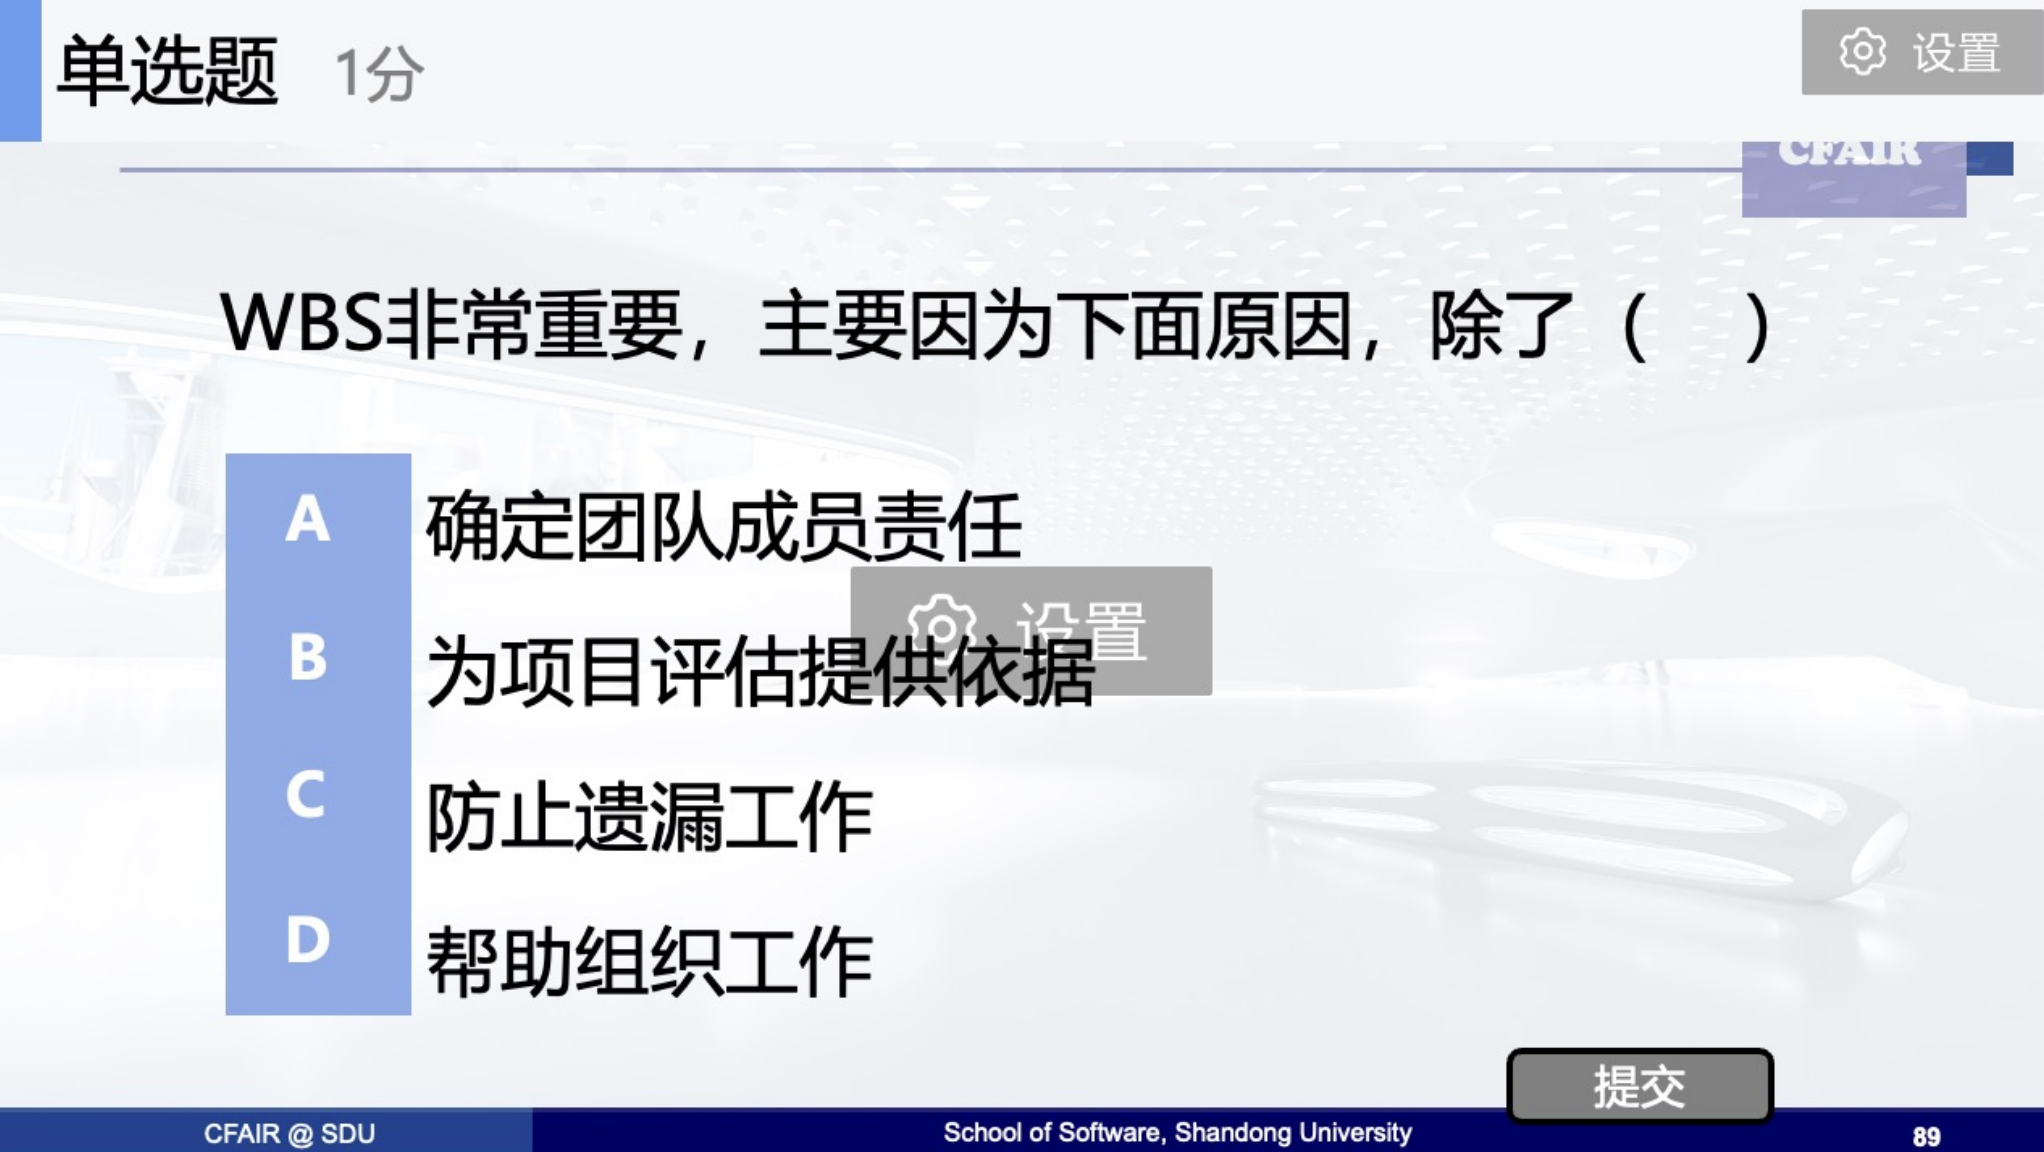 单选题 1分
设置
CFAIR
WBS非常重要，主要因为下面原因，除了（ ）
A 确定团队成员责任
设置
B 为项目评估提供依据
C 防止遗漏工作
D 帮助组织工作
提交
CFAIR @ SDU
School of Software, Shandong University
89